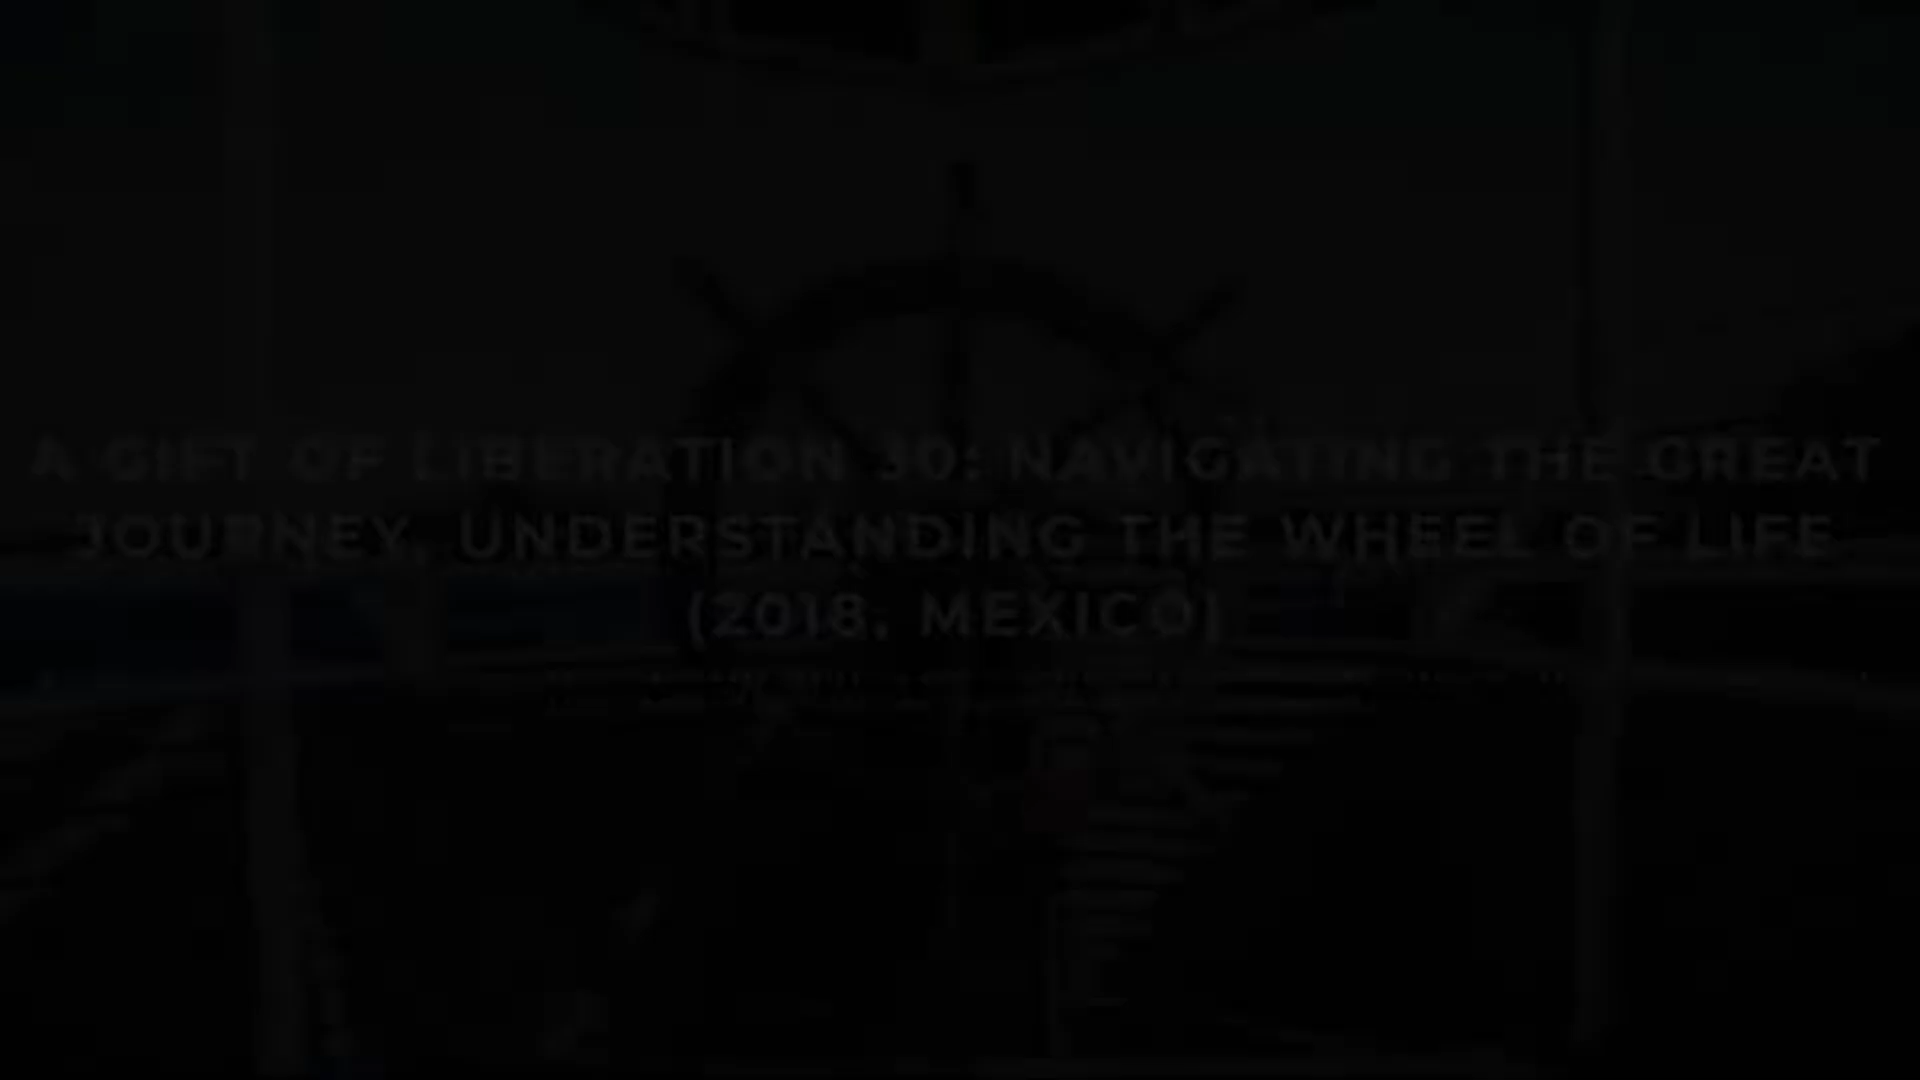 A GIFT OF LIBERATION 30: NAVIGATING THE GREAT
JOURNEY, UNDERSTANDING THE WHEEL OF LIFE
(2018, MEXICO)